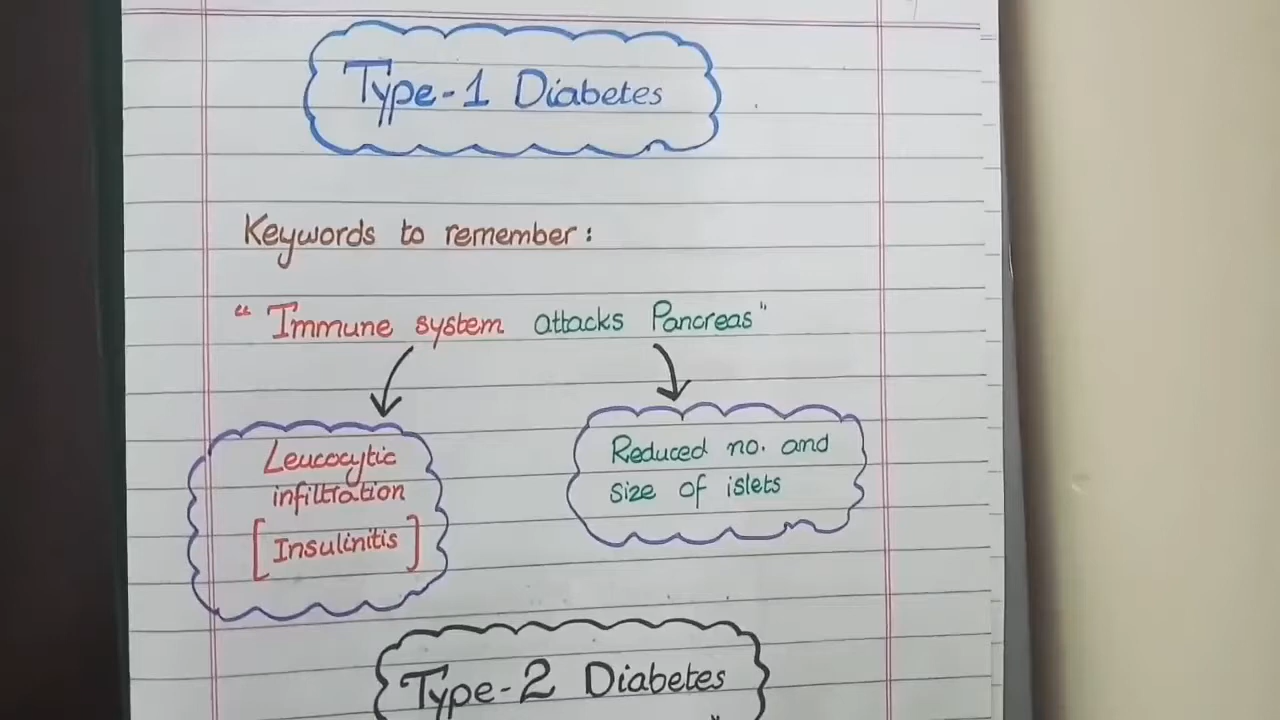 Type-1 Diabetes
Keywords to remember:
"Immune system attacks Pancreas"
Leucocytic
infiltration
[Insulinitis]
Reduced no. and
size of islets
Type-2 Diabetes